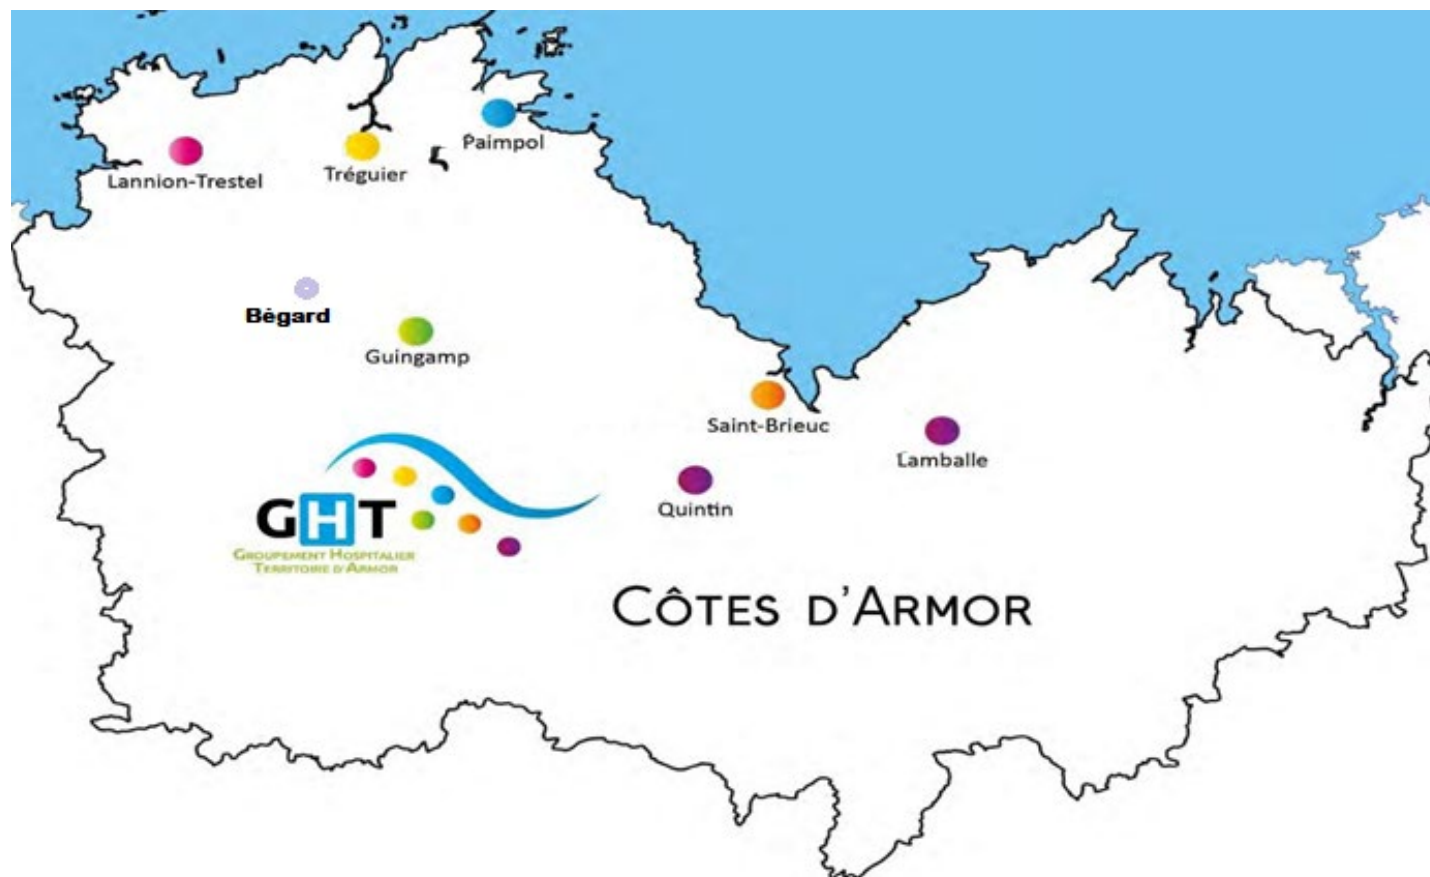 Paimpol
Lannion-Trestel
Tréguier
Bégard
Guingamp
Saint-Brieuc
Lamballe
Quintin
GHT
GROUPEMENT HOSPITALIER
TERRITOIRE D'ARMOR
CÔTES D'ARMOR